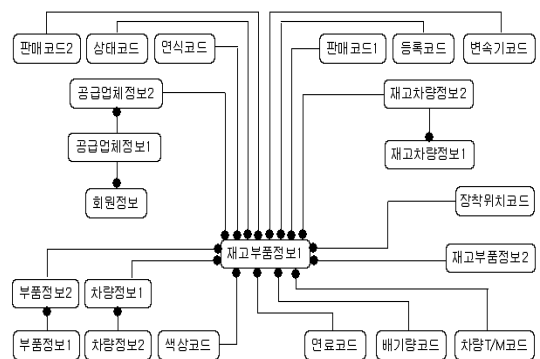 판매코드2
상태코드
연식코드
판매코드1
등록코드
변속기코드
공급업체정보2
재고차량정보2
공급업체정보1
재고차량정보1
회원정보
장착위치코드
재고부품정보1
재고부품정보2
부품정보2
차량정보1
부품정보1
차량정보2
색상코드
연료코드
배기량코드
차량T/M코드